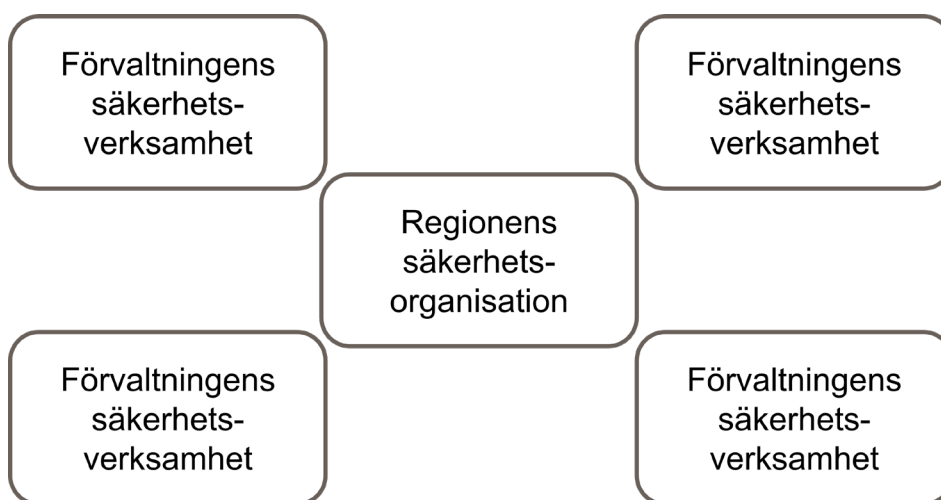 Förvaltningens
säkerhets-
verksamhet
Förvaltningens
säkerhets-
verksamhet
Regionens
säkerhets-
organisation
Förvaltningens
säkerhets-
verksamhet
Förvaltningens
säkerhets-
verksamhet